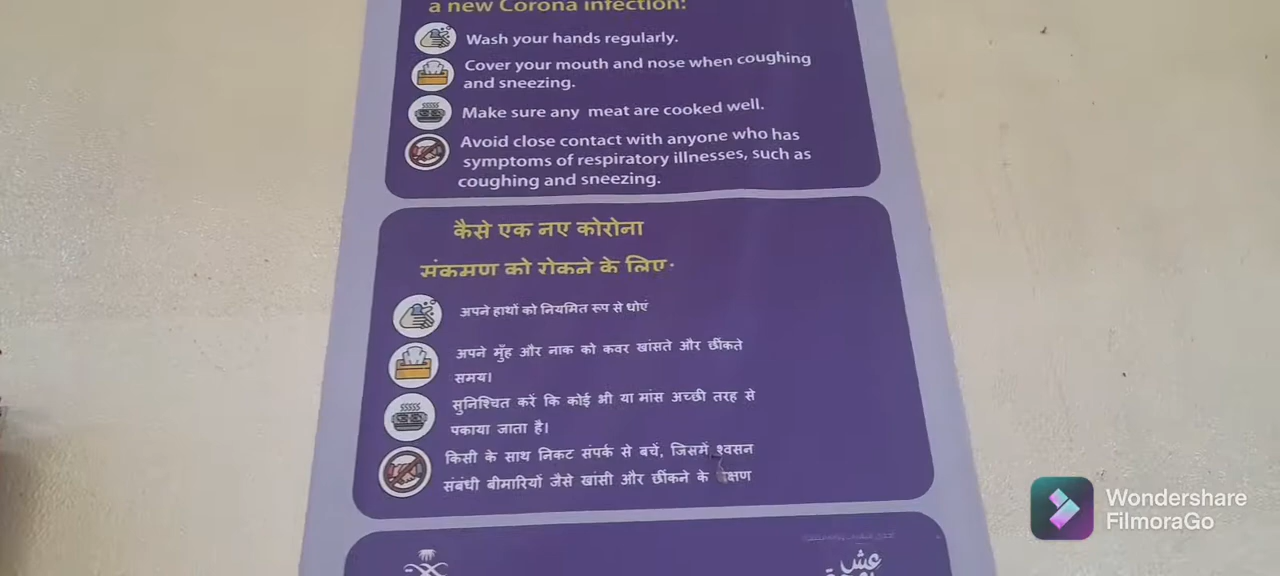 a new Corona infection:
Wash your hands regularly.
Cover your mouth and nose when coughing
and sneezing.
Make sure any meat are cooked well.
Avoid close contact with anyone who has
symptoms of respiratory illnesses, such as
coughing and sneezing.
कैसे एक नए कोरोना
संकमण को रोकने के लिए·
अपने हाथों को नियमित रूप से धोएं
अपने मुँह और नाक को कवर खांसते और छींकते
समय।
सुनिश्चित करें कि कोई भी या मांस अच्छी तरह से
पकाया जाता है।
किसी के साथ निकट संपर्क से बचें, जिसमें श्वसन
संबंधी बीमारियों जैसे खांसी और छींकने के
عش
Wondershare
FilmoraGo